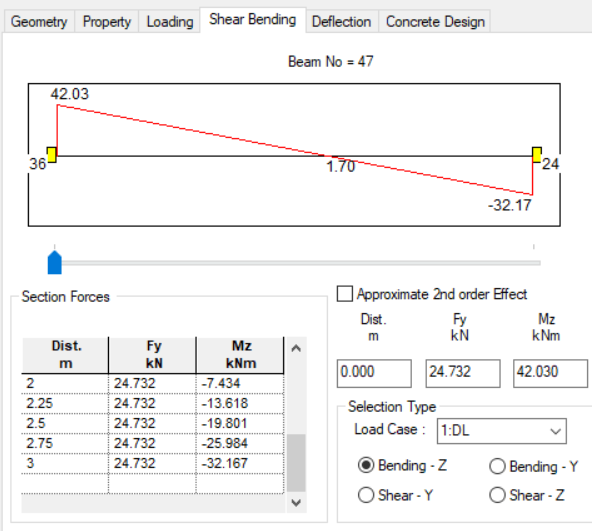 Geometry Property Loading Shear Bending Deflection Concrete Design
Beam No = 47
42.03
36 1.70 24
-32.17
Section Forces
Dist. Fy Mz
m kN kNm
2 24.732 -7.434
2.25 24.732 -13.618
2.5 24.732 -19.801
2.75 24.732 -25.984
3 24.732 -32.167
Approximate 2nd order Effect
Dist. Fy Mz
m kN kNm
0.000 24.732 42.030
Selection Type
Load Case : 1:DL
Bending - Z Bending - Y
Shear - Y Shear - Z